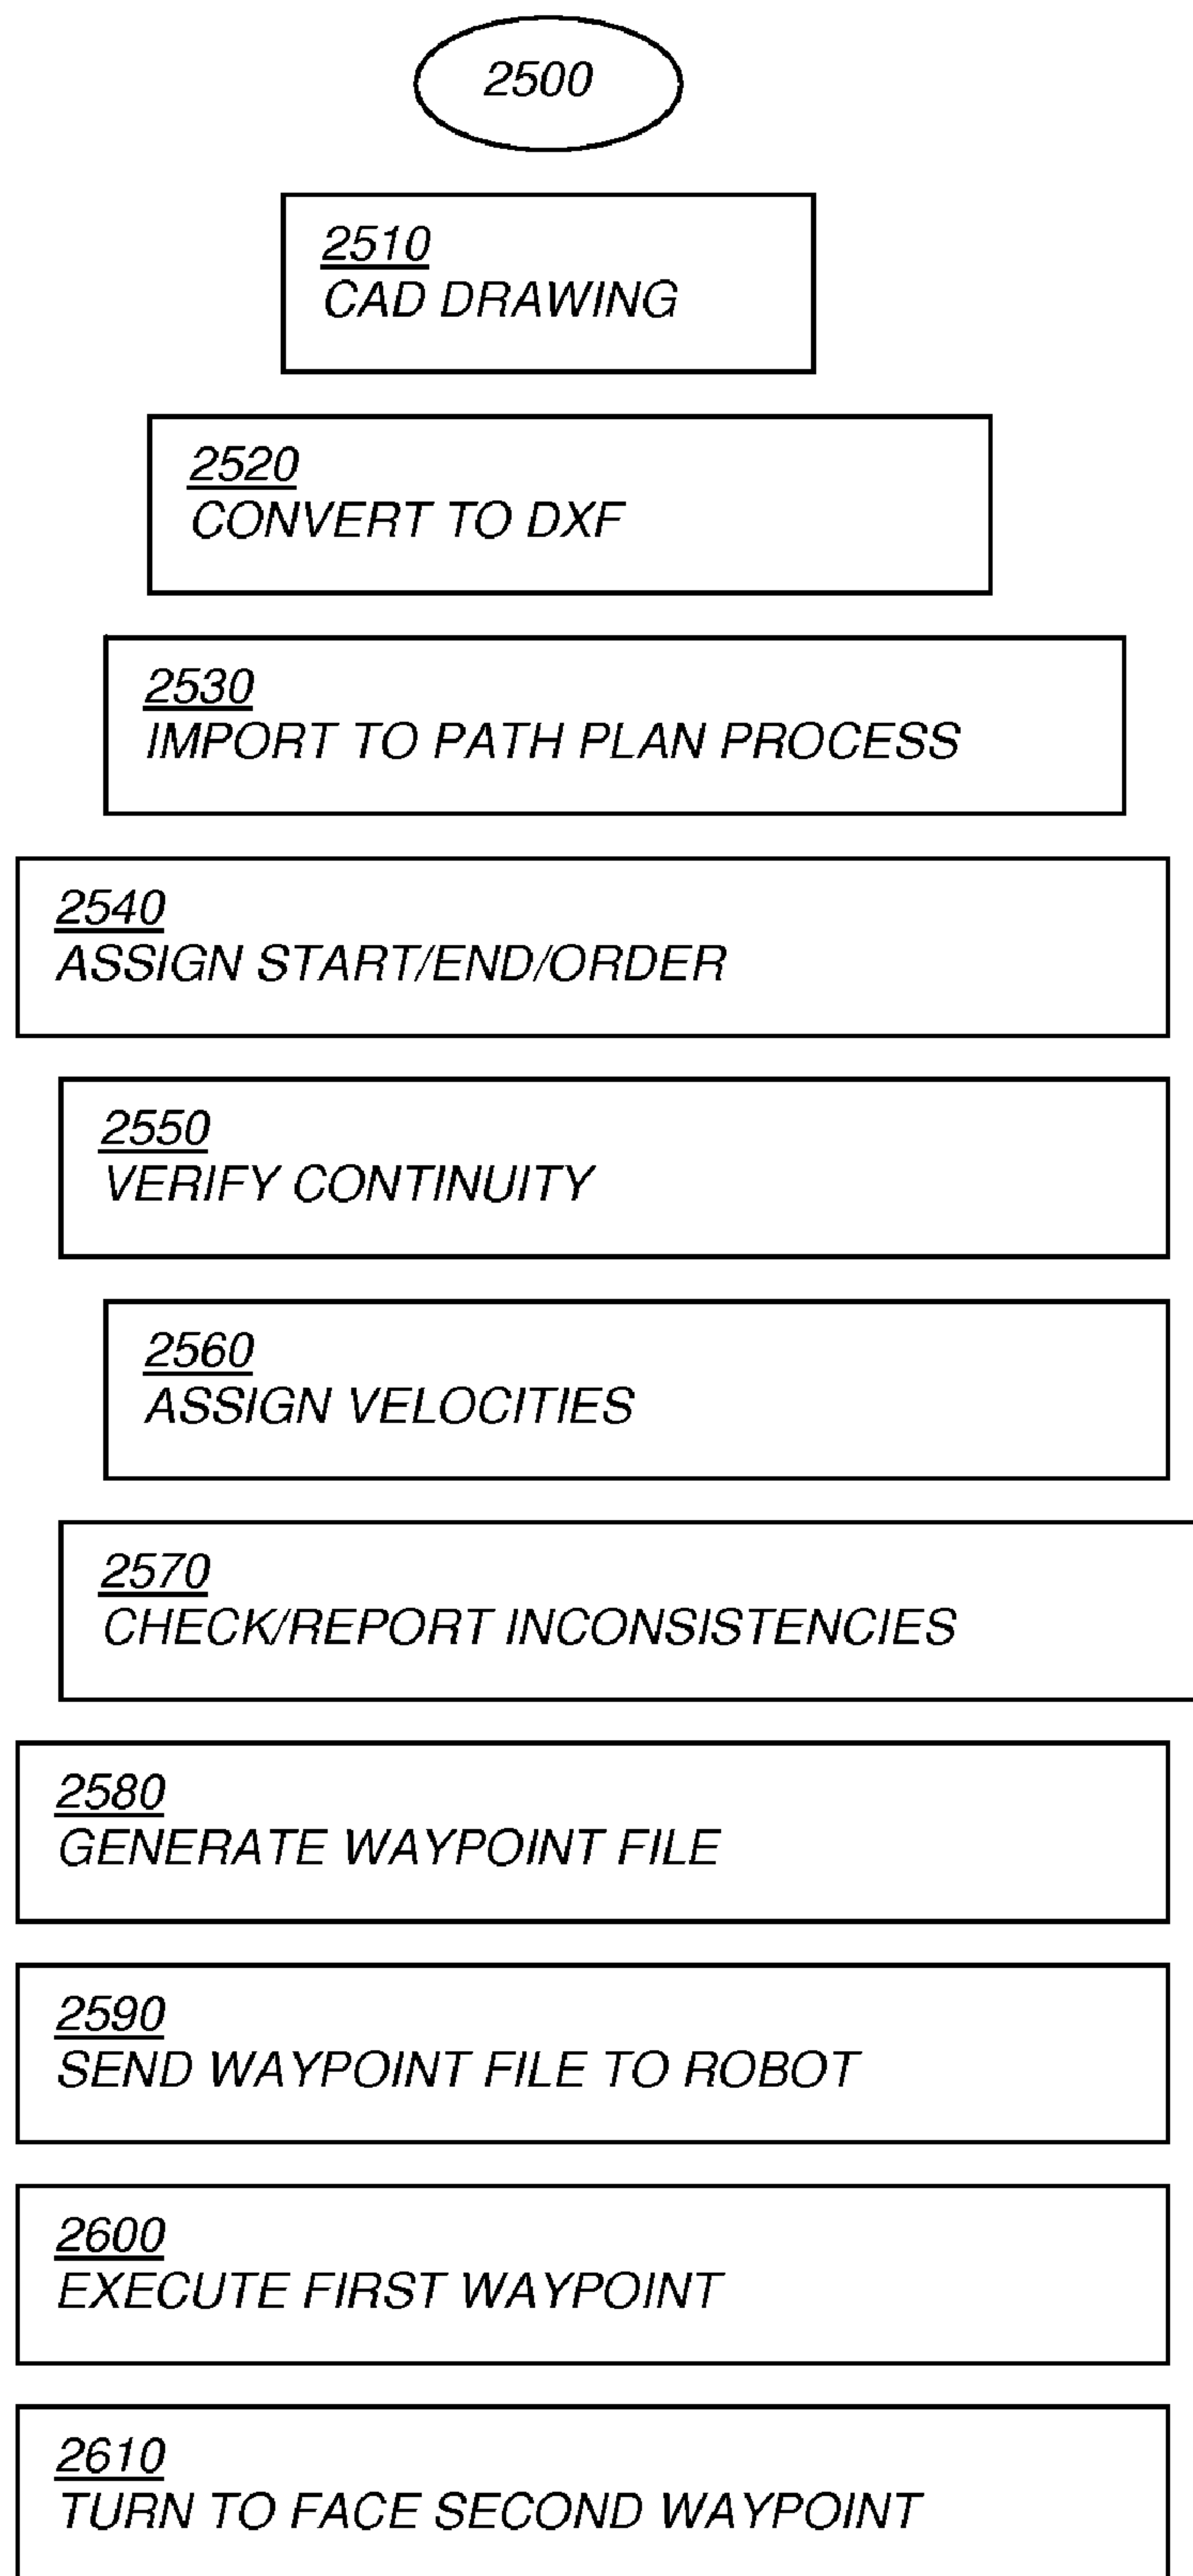 2500
2510
CAD DRAWING
2520
CONVERT TO DXF
2530
IMPORT TO PATH PLAN PROCESS
2540
ASSIGN START/END/ORDER
2550
VERIFY CONTINUITY
2560
ASSIGN VELOCITIES
2570
CHECK/REPORT INCONSISTENCIES
2580
GENERATE WAYPOINT FILE
2590
SEND WAYPOINT FILE TO ROBOT
2600
EXECUTE FIRST WAYPOINT
2610
TURN TO FACE SECOND WAYPOINT